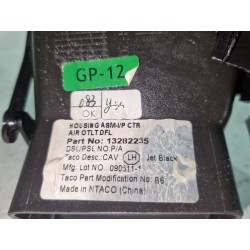 GP-12
083
OK
HOUSING ASM-I/P CTR
AIR OTLT DFL
Part No: 13282235
DSL/PSL NO:P/A
Taco Desc.:CAV LH Jet Black
Mfg. Lot NO. 090311-1
Taco Part Modification No: B6
Made in NTACO (China)